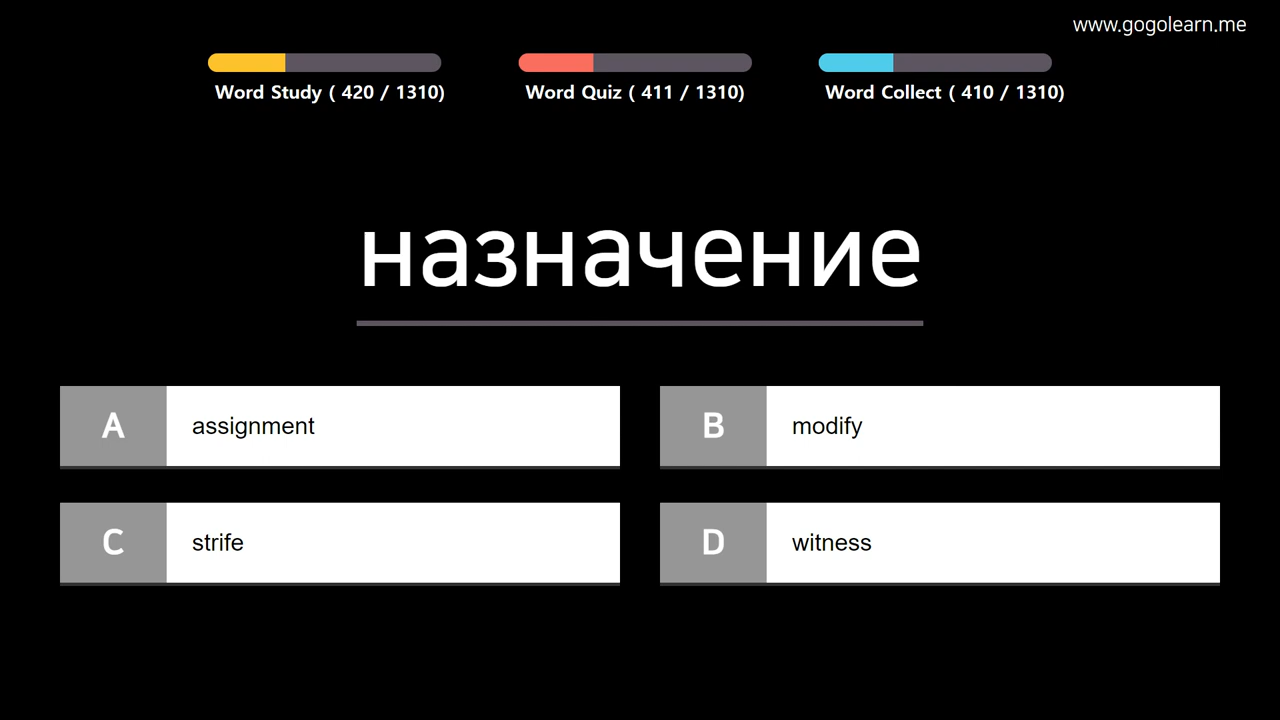 www.gogolearn.me
Word Study ( 420 / 1310)
Word Quiz ( 411 / 1310)
Word Collect ( 410 / 1310)
назначение
A assignment
B modify
C strife
D witness